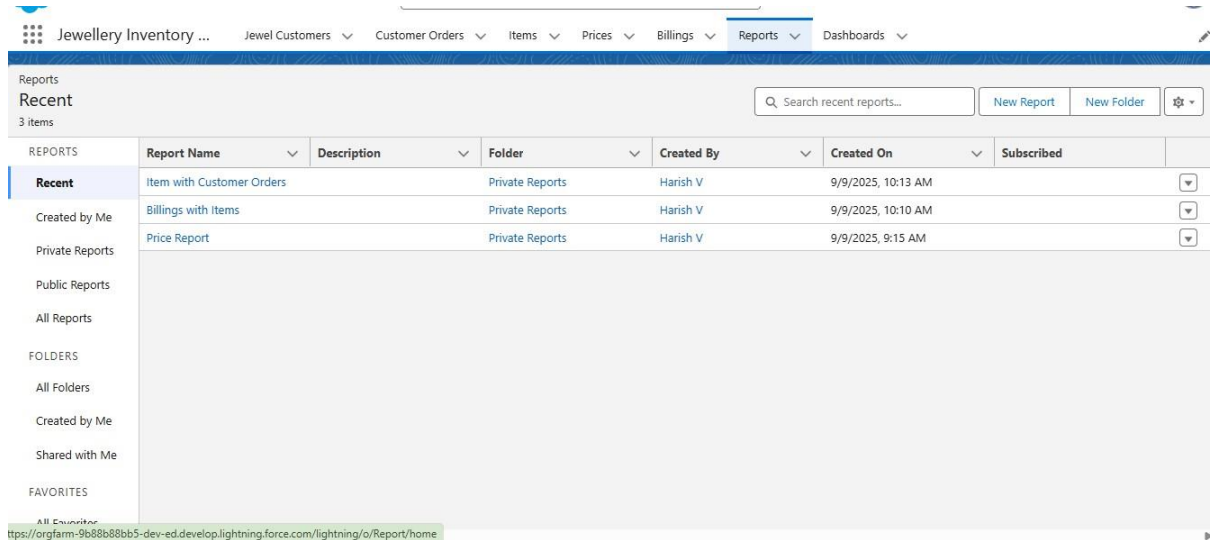 Jewellery Inventory ... Jewel Customers Customer Orders Items Prices Billings Reports Dashboards
Reports
Recent
3 items
Search recent reports...
New Report
New Folder
REPORTS
Recent
Created by Me
Private Reports
Public Reports
All Reports
FOLDERS
All Folders
Created by Me
Shared with Me
FAVORITES
All Favorites
Report Name Description Folder Created By Created On Subscribed
Item with Customer Orders Private Reports Harish V 9/9/2025, 10:13 AM
Billings with Items Private Reports Harish V 9/9/2025, 10:10 AM
Price Report Private Reports Harish V 9/9/2025, 9:15 AM
ttps://orgfarm-9b88b88bb5-dev-ed.develop.lightning.force.com/lightning/o/Report/home